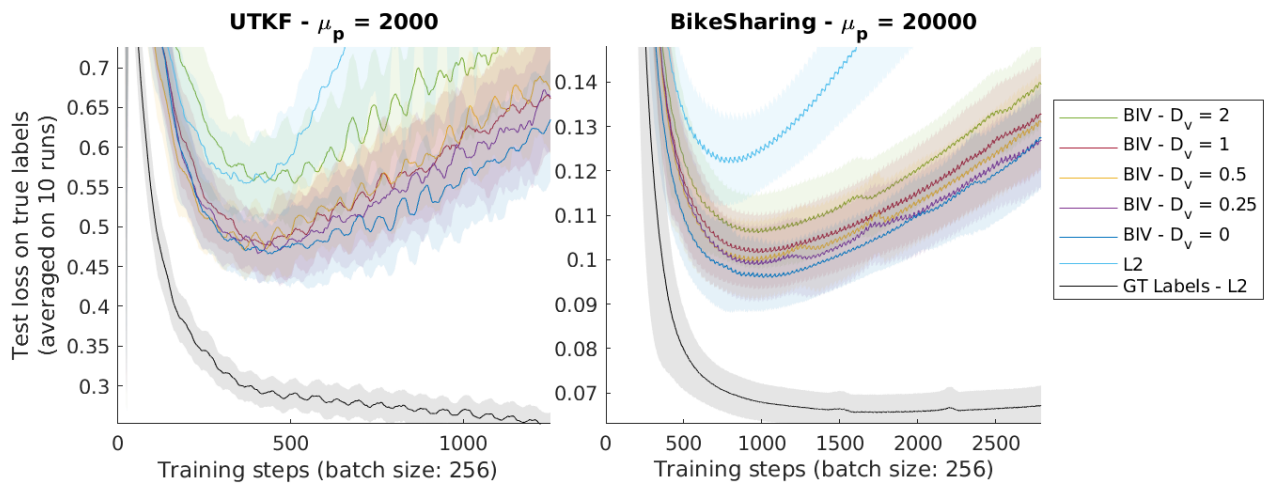 UTKF - μp = 2000
BikeSharing - μp = 20000
Test loss on true labels
(averaged on 10 runs)
0.7
0.65
0.6
0.55
0.5
0.45
0.4
0.35
0.3
0
500
1000
Training steps (batch size: 256)
0.14
0.13
0.12
0.11
0.1
0.09
0.08
0.07
0
500
1000
1500
2000
2500
Training steps (batch size: 256)
BIV - Dv = 2
BIV - Dv = 1
BIV - Dv = 0.5
BIV - Dv = 0.25
BIV - Dv = 0
L2
GT Labels - L2